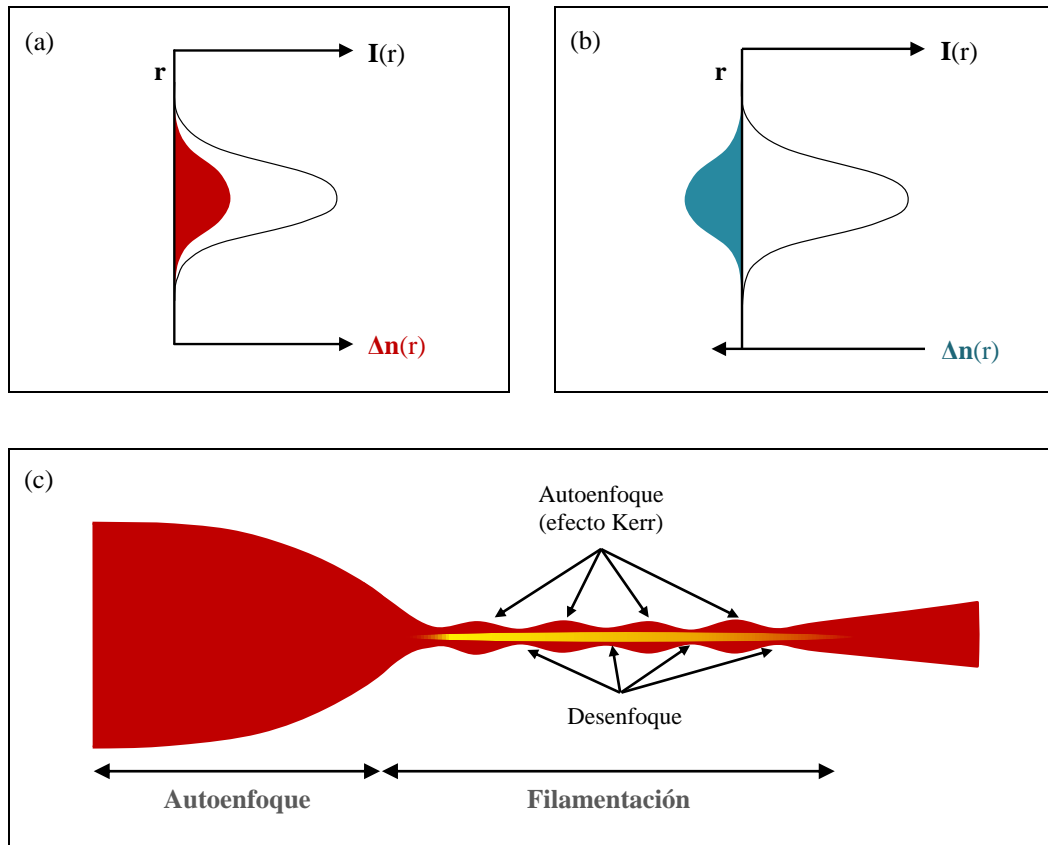 (a)
I(r)
r
Δn(r)
(b)
I(r)
r
Δn(r)
(c)
Autoenfoque
(efecto Kerr)
Desenfoque
Autoenfoque
Filamentación